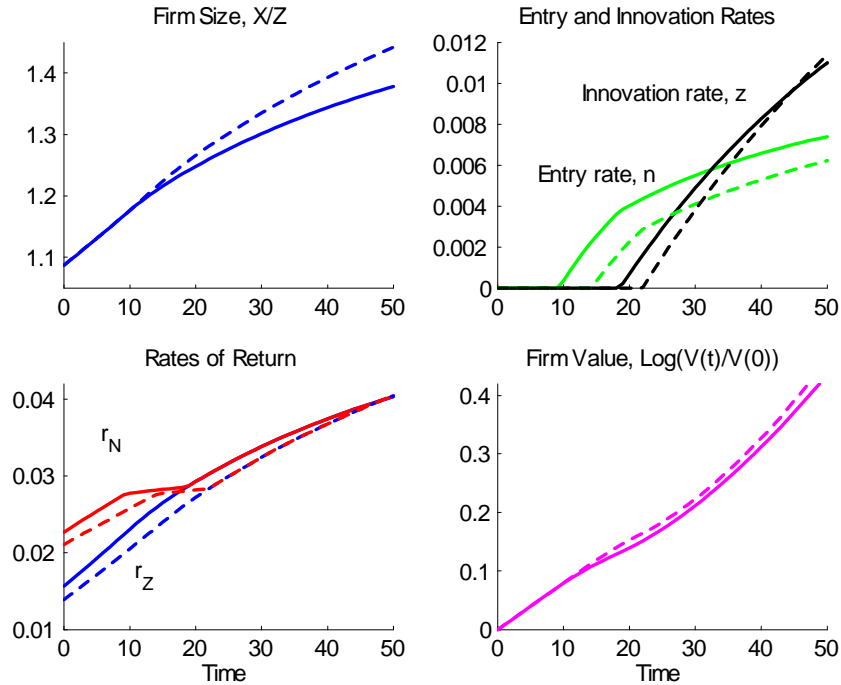 Firm Size, X/Z
1.4
1.3
1.2
1.1
0 10 20 30 40 50
Entry and Innovation Rates
0.012
0.01
0.008
0.006
0.004
0.002
0
Innovation rate, z
Entry rate, n
0 10 20 30 40 50
Rates of Return
0.04
0.03
0.02
0.01
r_N
r_Z
0 10 20 30 40 50
Time
Firm Value, Log(V(t)/V(0))
0.4
0.3
0.2
0.1
0
0 10 20 30 40 50
Time